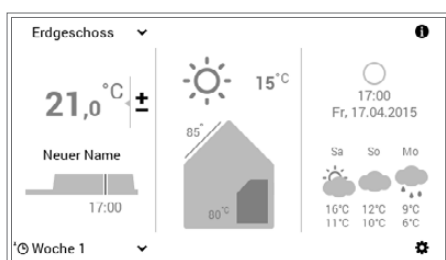 Erdgeschoss
21,0 °C ±
Neuer Name
17:00
Woche 1
15°C
85°
80°C
17:00
Fr, 17.04.2015
Sa So Mo
16°C 12°C 9°C
11°C 10°C 6°C